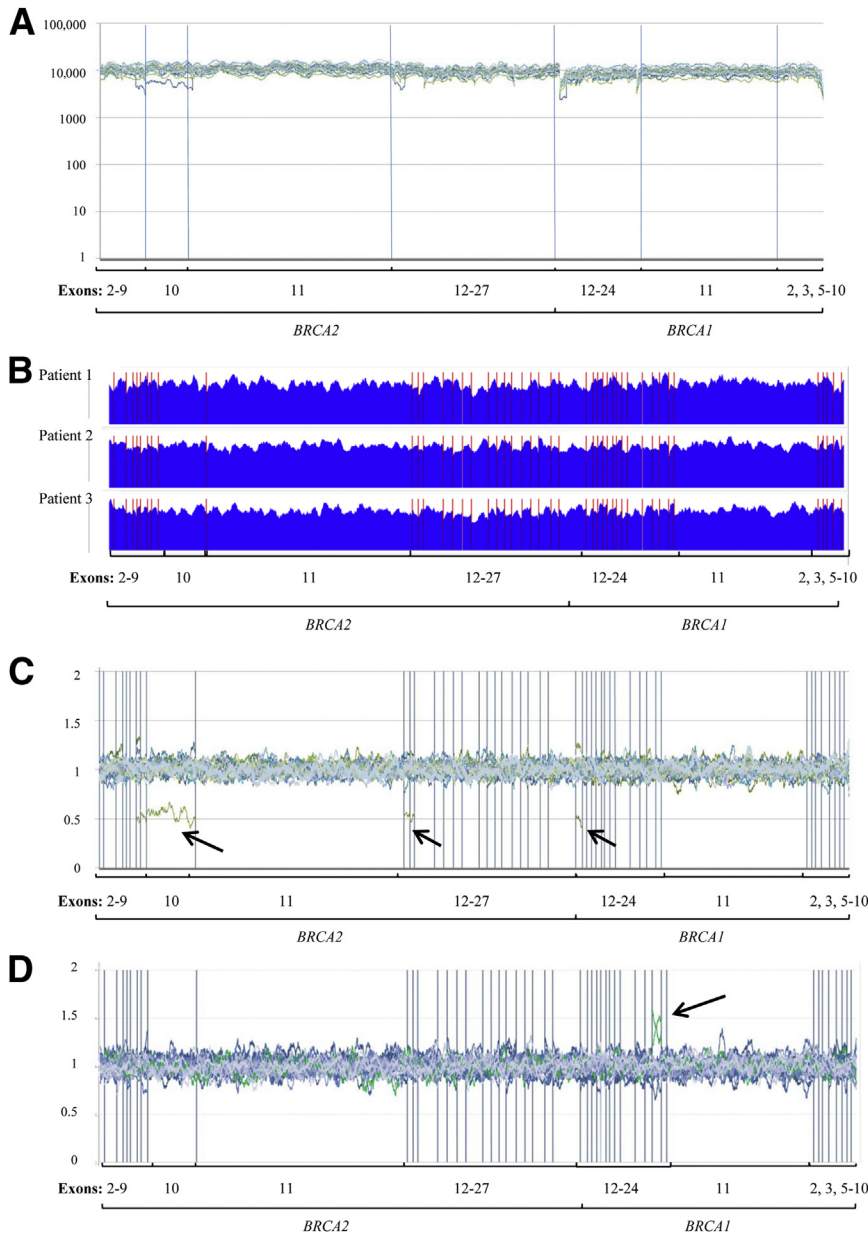 A
100,000
10,000
1000
100
10
1
Exons: 2-9 10 11 12-27 12-24 11 2, 3, 5-10
BRCA2 BRCA1
B
Patient 1
Patient 2
Patient 3
Exons: 2-9 10 11 12-27 12-24 11 2, 3, 5-10
BRCA2 BRCA1
C
2
1.5
1
0.5
0
Exons: 2-9 10 11 12-27 12-24 11 2, 3, 5-10
BRCA2 BRCA1
D
2
1.5
1
0.5
0
Exons: 2-9 10 11 12-27 12-24 11 2, 3, 5-10
BRCA2 BRCA1